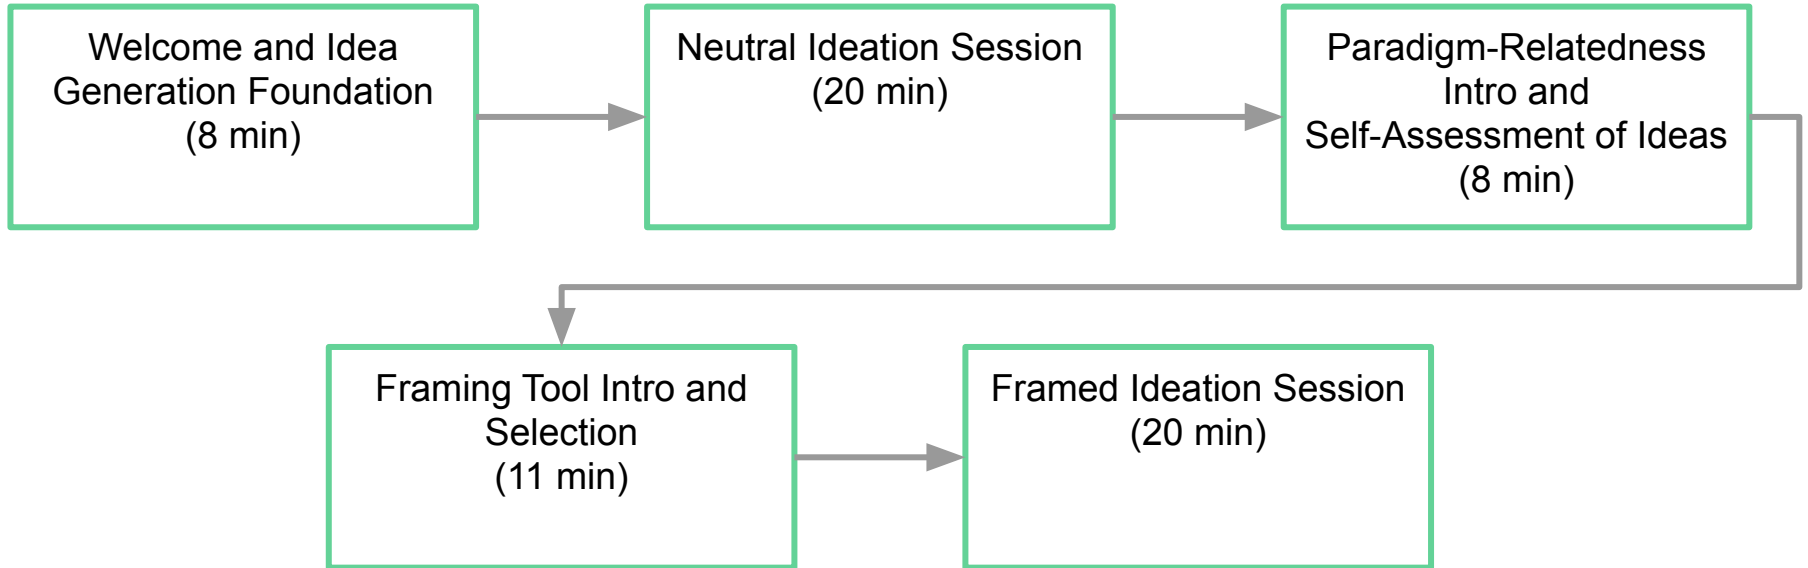 Welcome and Idea
Generation Foundation
(8 min)
Neutral Ideation Session
(20 min)
Paradigm-Relatedness
Intro and
Self-Assessment of Ideas
(8 min)
Framing Tool Intro and
Selection
(11 min)
Framed Ideation Session
(20 min)